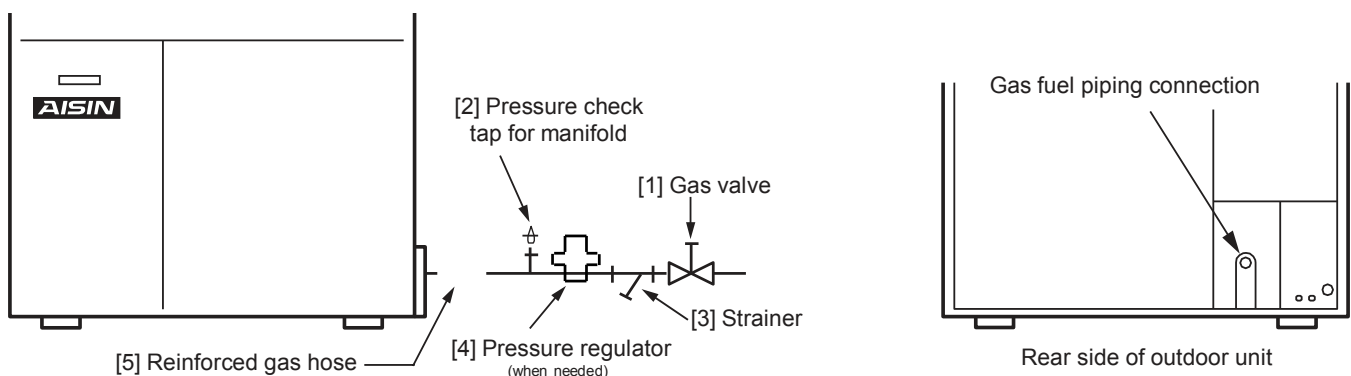 AISIN
[2] Pressure check
tap for manifold
[1] Gas valve
[3] Strainer
[4] Pressure regulator
(when needed)
[5] Reinforced gas hose
Gas fuel piping connection
Rear side of outdoor unit